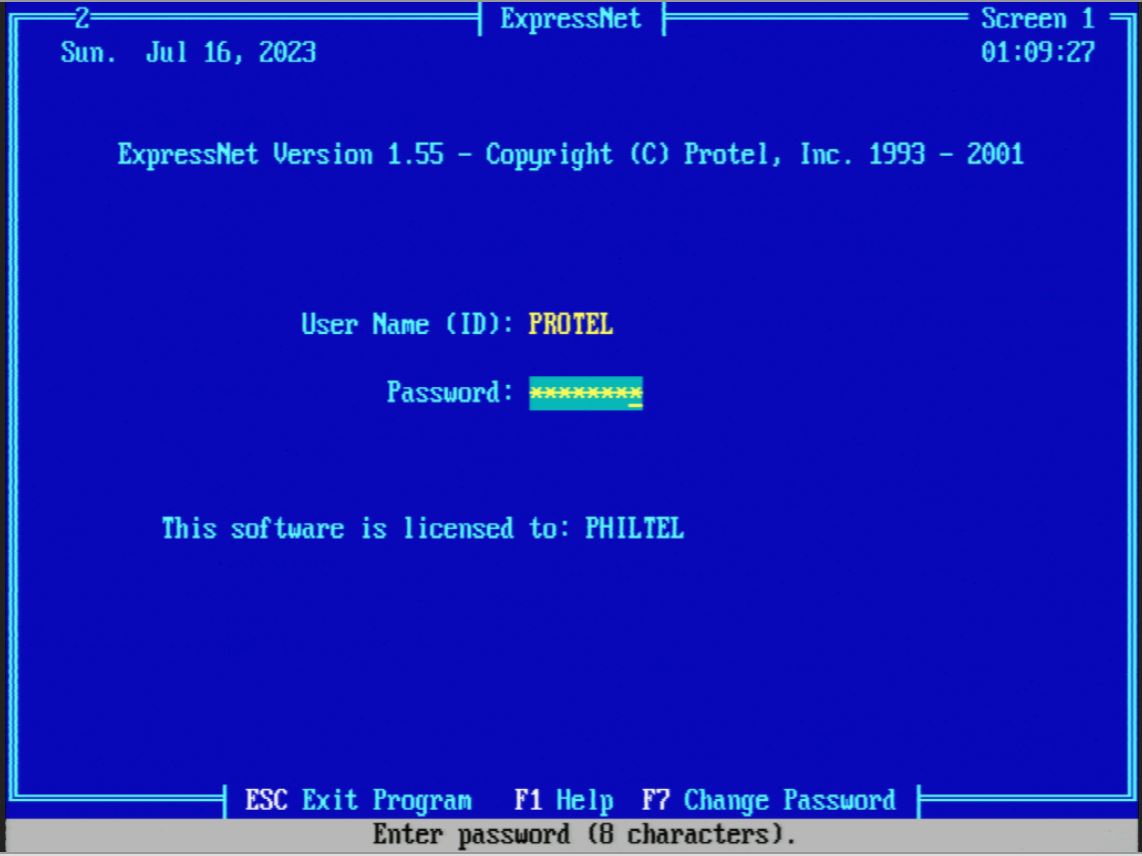 2 ExpressNet Screen 1
Sun. Jul 16, 2023 01:09:27
ExpressNet Version 1.55 - Copyright (C) Protel, Inc. 1993 - 2001
User Name (ID): PROTEL
Password: ********
This software is licensed to: PHILTEL
ESC Exit Program F1 Help F7 Change Password
Enter password (8 characters).